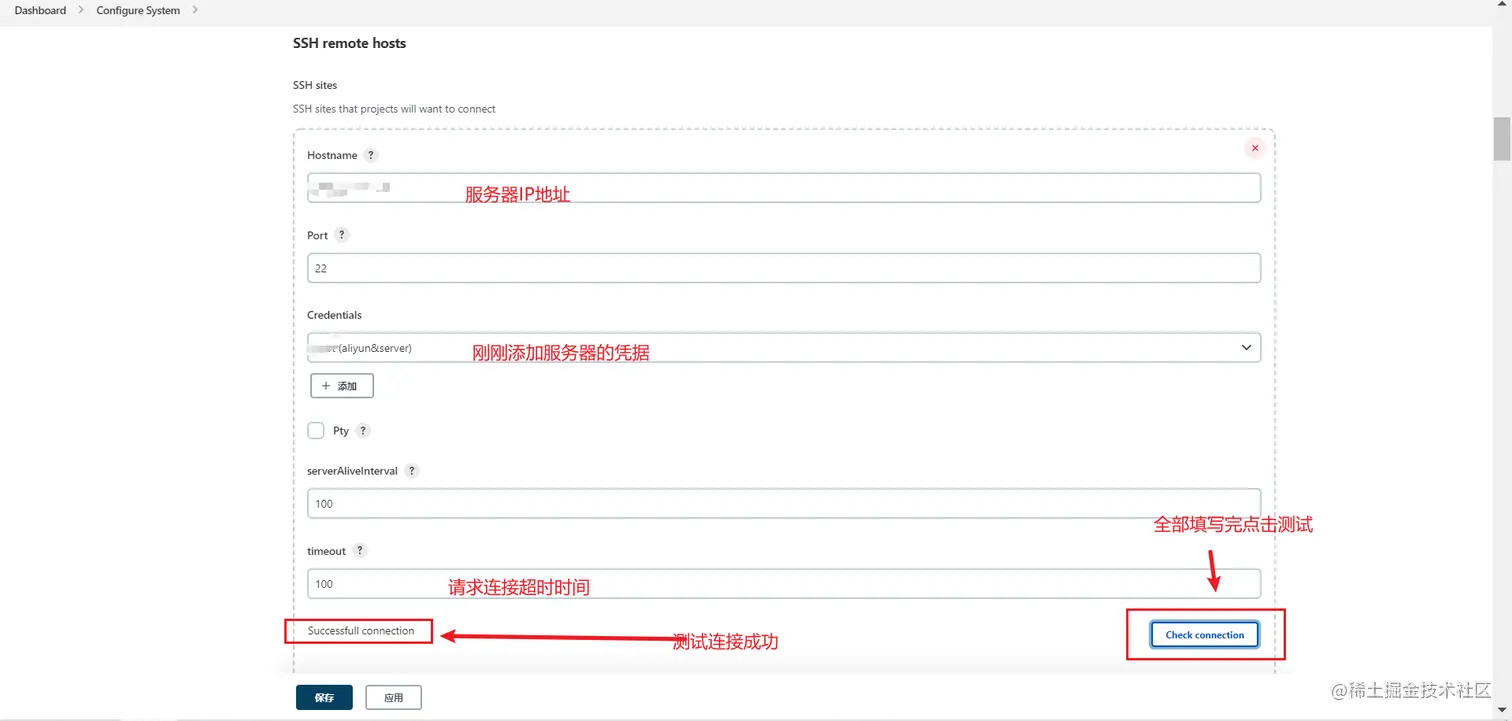 Dashboard
Configure System
SSH remote hosts
SSH sites
SSH sites that projects will want to connect
Hostname ?
服务器IP地址
Port ?
22
Credentials
(aliyun&server)
刚刚添加服务器的凭据
+ 添加
Pty ?
serverAliveInterval ?
100
全部填写完点击测试
timeout ?
100
请求连接超时时间
Successfull connection
测试连接成功
Check connection
保存
应用
@稀土掘金技术社区